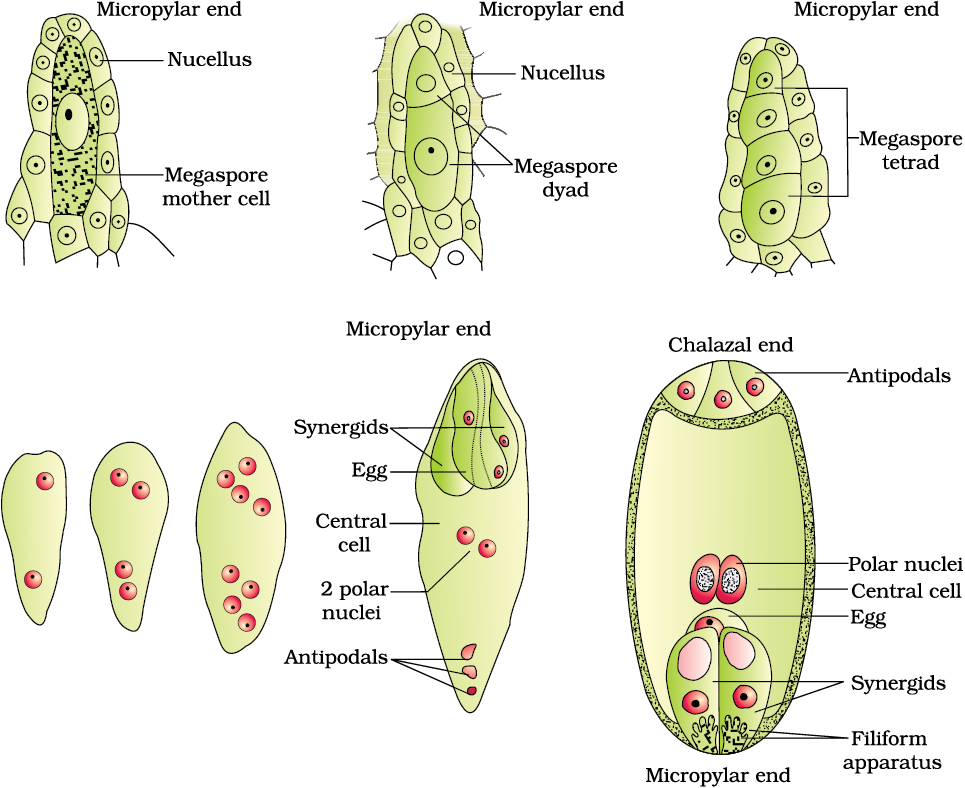 Micropylar end
Nucellus
Megaspore
mother cell
Micropylar end
Nucellus
Megaspore
dyad
Micropylar end
Megaspore
tetrad
Micropylar end
Synergids
Egg
Central
cell
2 polar
nuclei
Antipodals
Chalazal end
Antipodals
Polar nuclei
Central cell
Egg
Synergids
Filiform
apparatus
Micropylar end